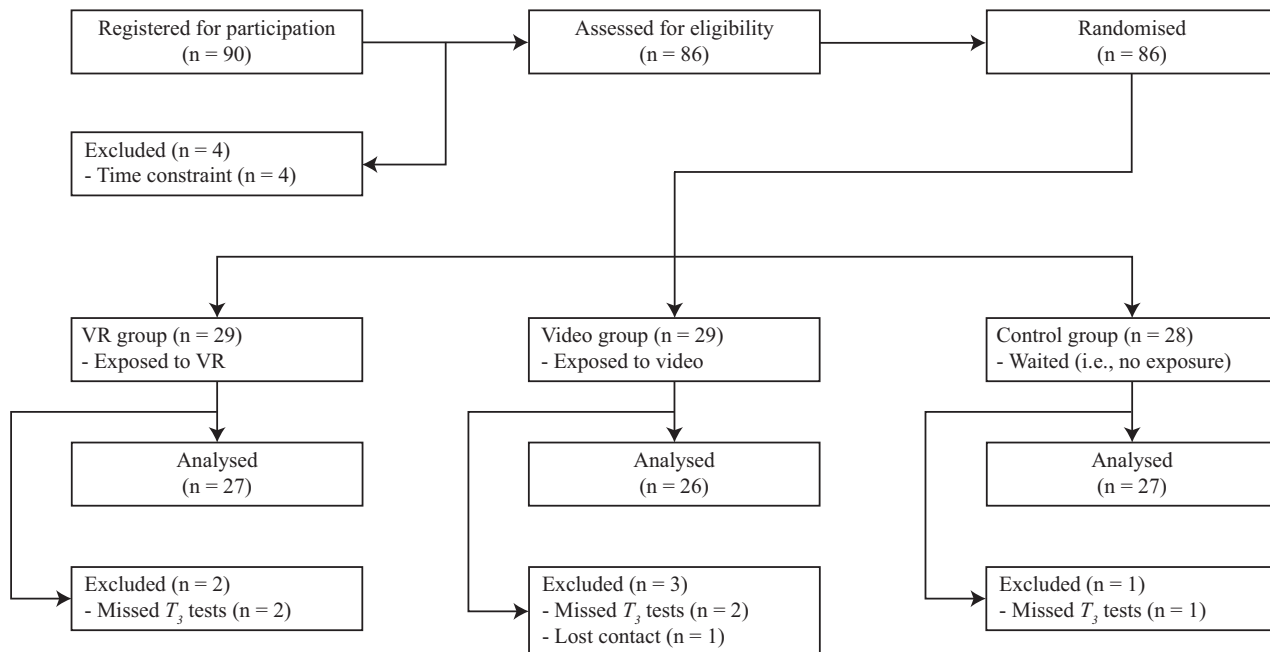 Registered for participation
(n = 90)
Assessed for eligibility
(n = 86)
Randomised
(n = 86)
Excluded (n = 4)
- Time constraint (n = 4)
VR group (n = 29)
- Exposed to VR
Video group (n = 29)
- Exposed to video
Control group (n = 28)
- Waited (i.e., no exposure)
Analysed
(n = 27)
Analysed
(n = 26)
Analysed
(n = 27)
Excluded (n = 2)
- Missed T3 tests (n = 2)
Excluded (n = 3)
- Missed T3 tests (n = 2)
- Lost contact (n = 1)
Excluded (n = 1)
- Missed T3 tests (n = 1)